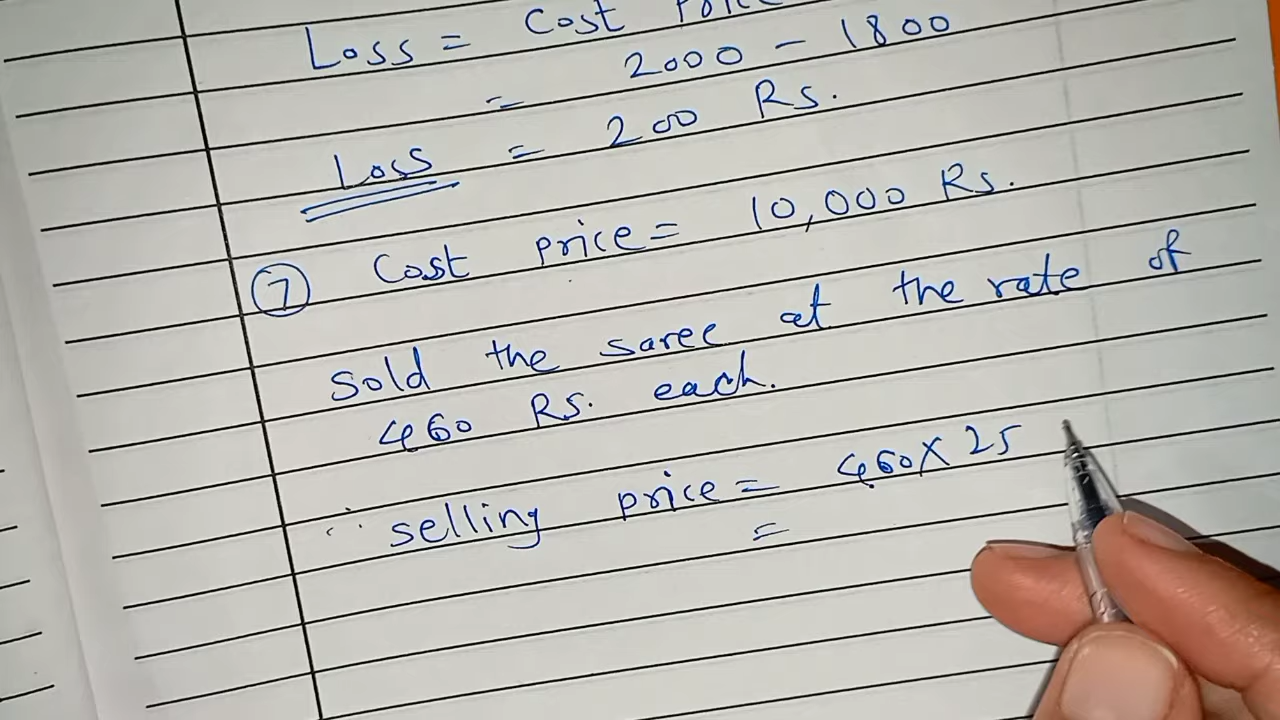 Loss = Cost
= 2000 - 1800
Loss = 200 Rs.
7 Cost price = 10,000 Rs.
Sold the saree at the rate of
460 Rs. each.
∴ selling price = 460 X 25
=